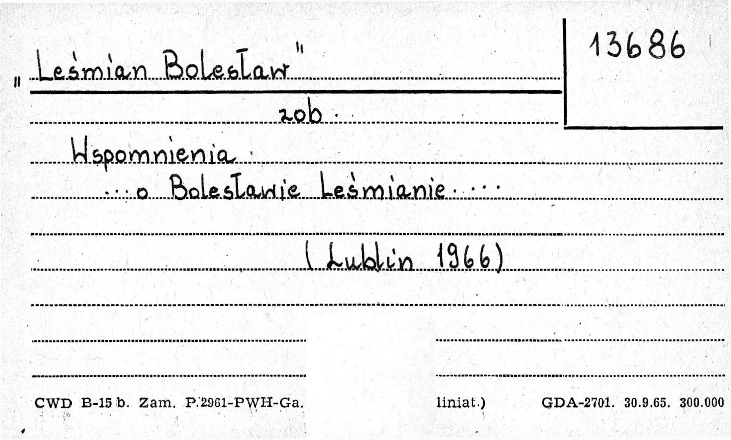 13686
„Leśmian Bolesław"
zob.
Wspomnienia
...o Bolesławie Leśmianie....
(Lublin 1966)
CWD B-15 b. Zam. P.2961-PWH-Ga. liniat.) GDA-2701. 30.9.65. 300.000